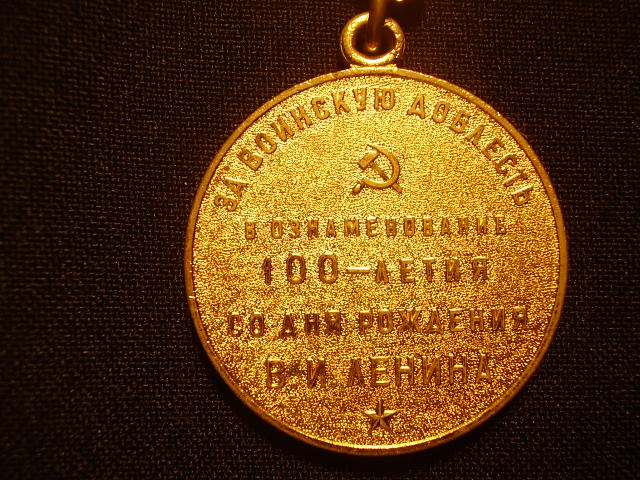 ЗА ВОИНСКУЮ ДОБЛЕСТЬ
В ОЗНАМЕНОВАНИЕ
100-ЛЕТИЯ
СО ДНЯ РОЖДЕНИЯ
В.И. ЛЕНИНА